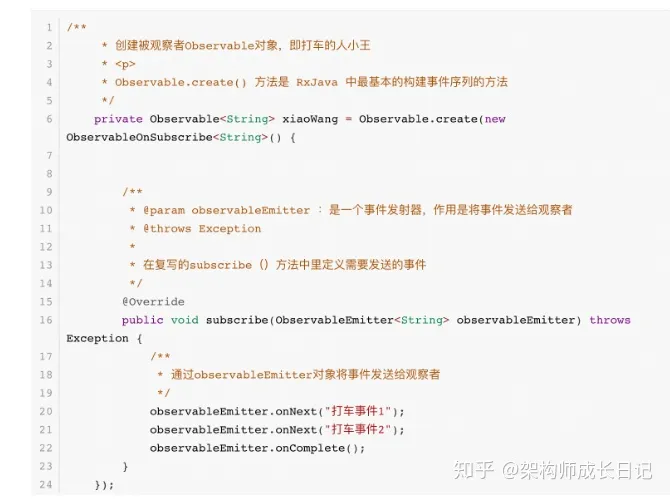 1 /**
2 * 创建被观察者Observable对象，即打车的人小王
3 * <p>
4 * Observable.create() 方法是 RxJava 中最基本的构建事件序列的方法
5 */
6 private Observable<String> xiaoWang = Observable.create(new
ObservableOnSubscribe<String>() {
7
8
9 /**
10 * @param observableEmitter ：是一个事件发射器，作用是将事件发送给观察者
11 * @throws Exception
12 *
13 * 在复写的subscribe（）方法中里定义需要发送的事件
14 */
15 @Override
16 public void subscribe(ObservableEmitter<String> observableEmitter) throws
Exception {
17 /**
18 * 通过observableEmitter对象将事件发送给观察者
19 */
20 observableEmitter.onNext("打车事件1");
21 observableEmitter.onNext("打车事件2");
22 observableEmitter.onComplete();
23 }
24 });
知乎 @架构师成长日记